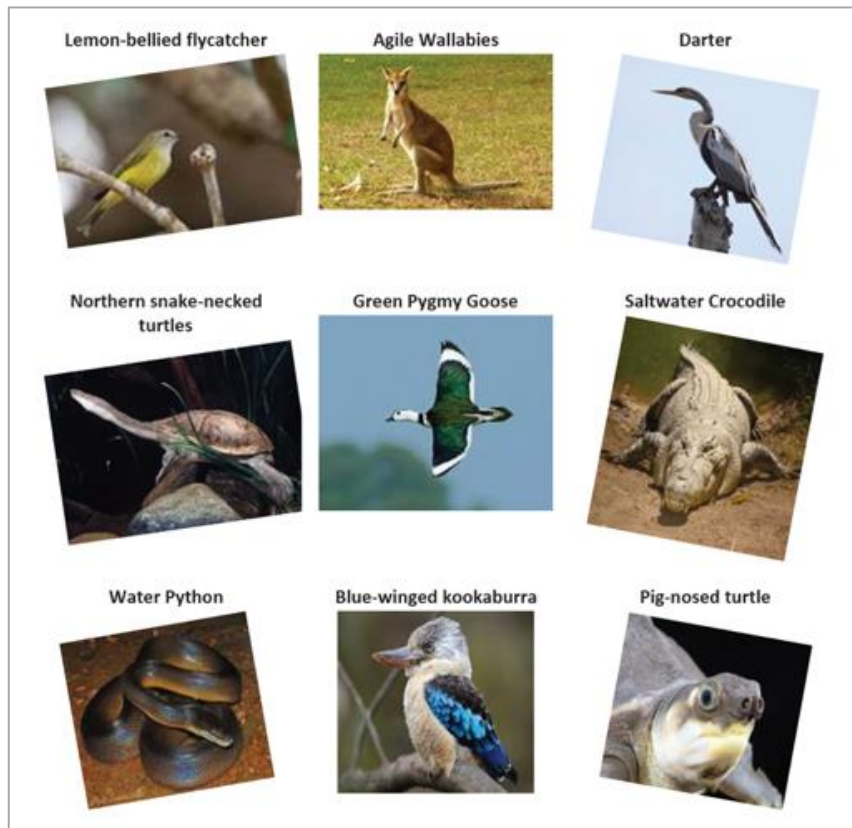 Lemon-bellied flycatcher
Agile Wallabies
Darter
Northern snake-necked
turtles
Green Pygmy Goose
Saltwater Crocodile
Water Python
Blue-winged kookaburra
Pig-nosed turtle